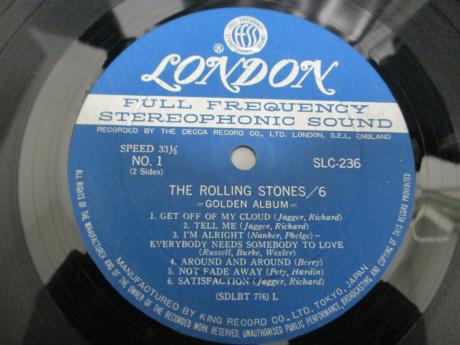 LONDON
®
FULL FREQUENCY
STEREOPHONIC SOUND
RECORDED BY THE DECCA RECORD CO., LTD. LONDON, S.E.I., ENGLAND
SPEED 33⅓
NO. 1
(2 Sides)
SLC-236
THE ROLLING STONES/6
=GOLDEN ALBUM=
1. GET OFF OF MY CLOUD (Jagger, Richard)
2. TELL ME (Jagger, Richard)
3. I'M ALRIGHT (Nanker, Phelge)~
EVERYBODY NEEDS SOMEBODY TO LOVE
(Russell, Burke, Wexler)
4. AROUND AND AROUND (Berry)
5. NOT FADE AWAY (Pety, Hardin)
6. SATISFACTION (Jagger, Richard)
(SDLBT 776) L
MANUFACTURED BY KING RECORD CO., LTD, TOKYO, JAPAN
ALL RIGHTS OF THE MANUFACTURER AND OF THE OWNER OF THE RECORDED WORK RESERVED. UNAUTHORISED PUBLIC PERFORMANCE, BROADCASTING AND COPYING OF THIS RECORD PROHIBITED